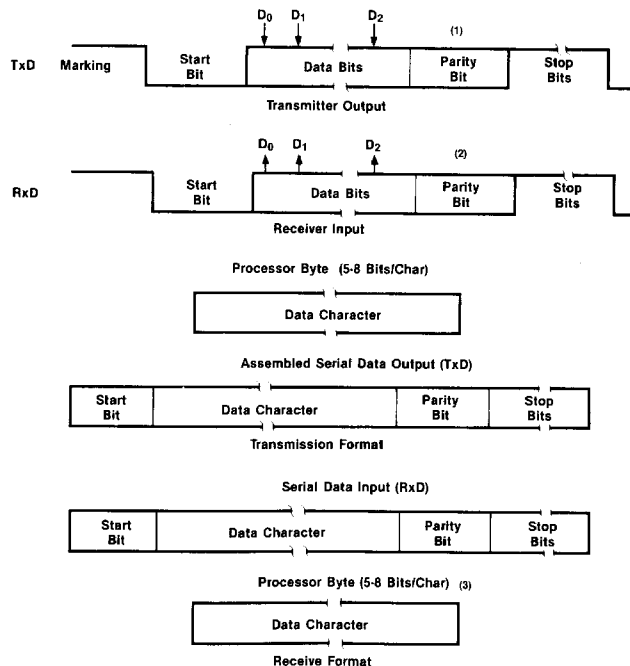 D0 D1 D2 (1)
TxD Marking Start Bit Data Bits Parity Bit Stop Bits
Transmitter Output
D0 D1 D2 (2)
RxD Start Bit Data Bits Parity Bit Stop Bits
Receiver Input
Processor Byte (5-8 Bits/Char)
Data Character
Assembled Serial Data Output (TxD)
Start Bit Data Character Parity Bit Stop Bits
Transmission Format
Serial Data Input (RxD)
Start Bit Data Character Parity Bit Stop Bits
Processor Byte (5-8 Bits/Char) (3)
Data Character
Receive Format